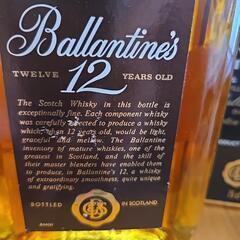 Ballantine's
TWELVE 12 YEARS OLD
The Scotch Whisky in this bottle is
exceptionally fine. Each component whisky
was carefully selected to produce a whisky
which, when 12 years old, would be light,
graceful and mellow. The Ballantine
inventory of mature whiskies, one of the
greatest in Scotland, and the skill of
their master blenders have enabled
them to produce, in Ballantine's 12, a whisky
of extraordinary smoothness, quite unique
and gratifying.
BOTTLED IN SCOTLAND